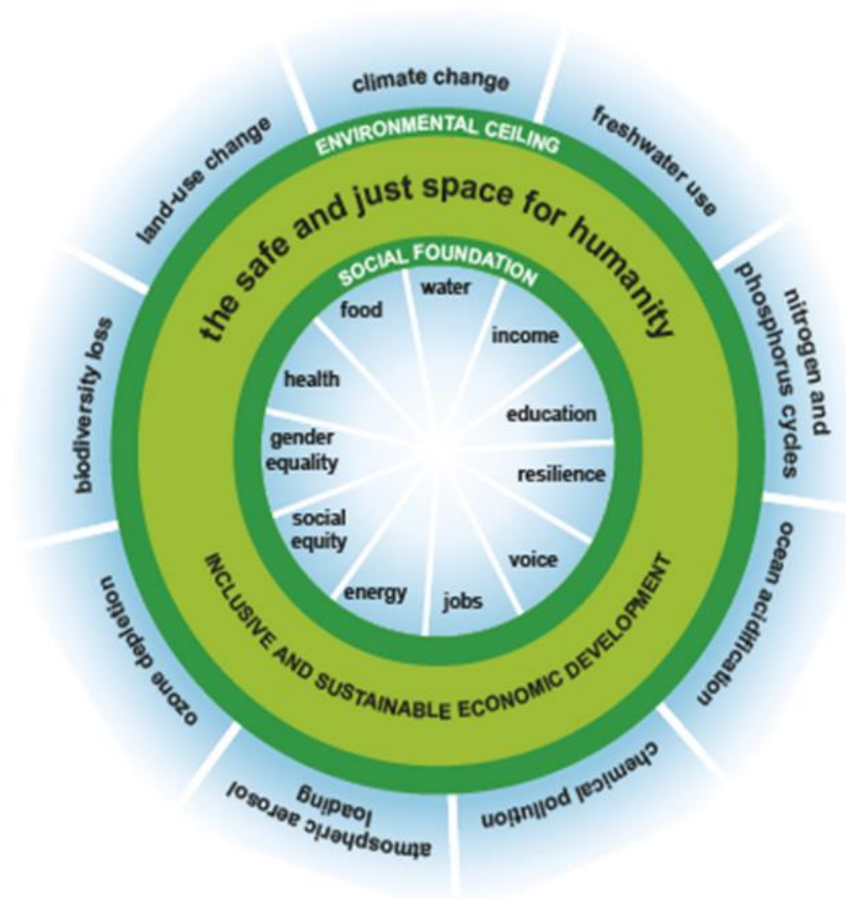 climate change
freshwater use
nitrogen and
phosphorus cycles
ocean acidification
chemical pollution
atmospheric aerosol
loading
ozone depletion
biodiversity loss
land-use change
ENVIRONMENTAL CEILING
the safe and just space for humanity
SOCIAL FOUNDATION
water
income
education
resilience
voice
jobs
energy
social
equity
gender
equality
health
food
INCLUSIVE AND SUSTAINABLE ECONOMIC DEVELOPMENT